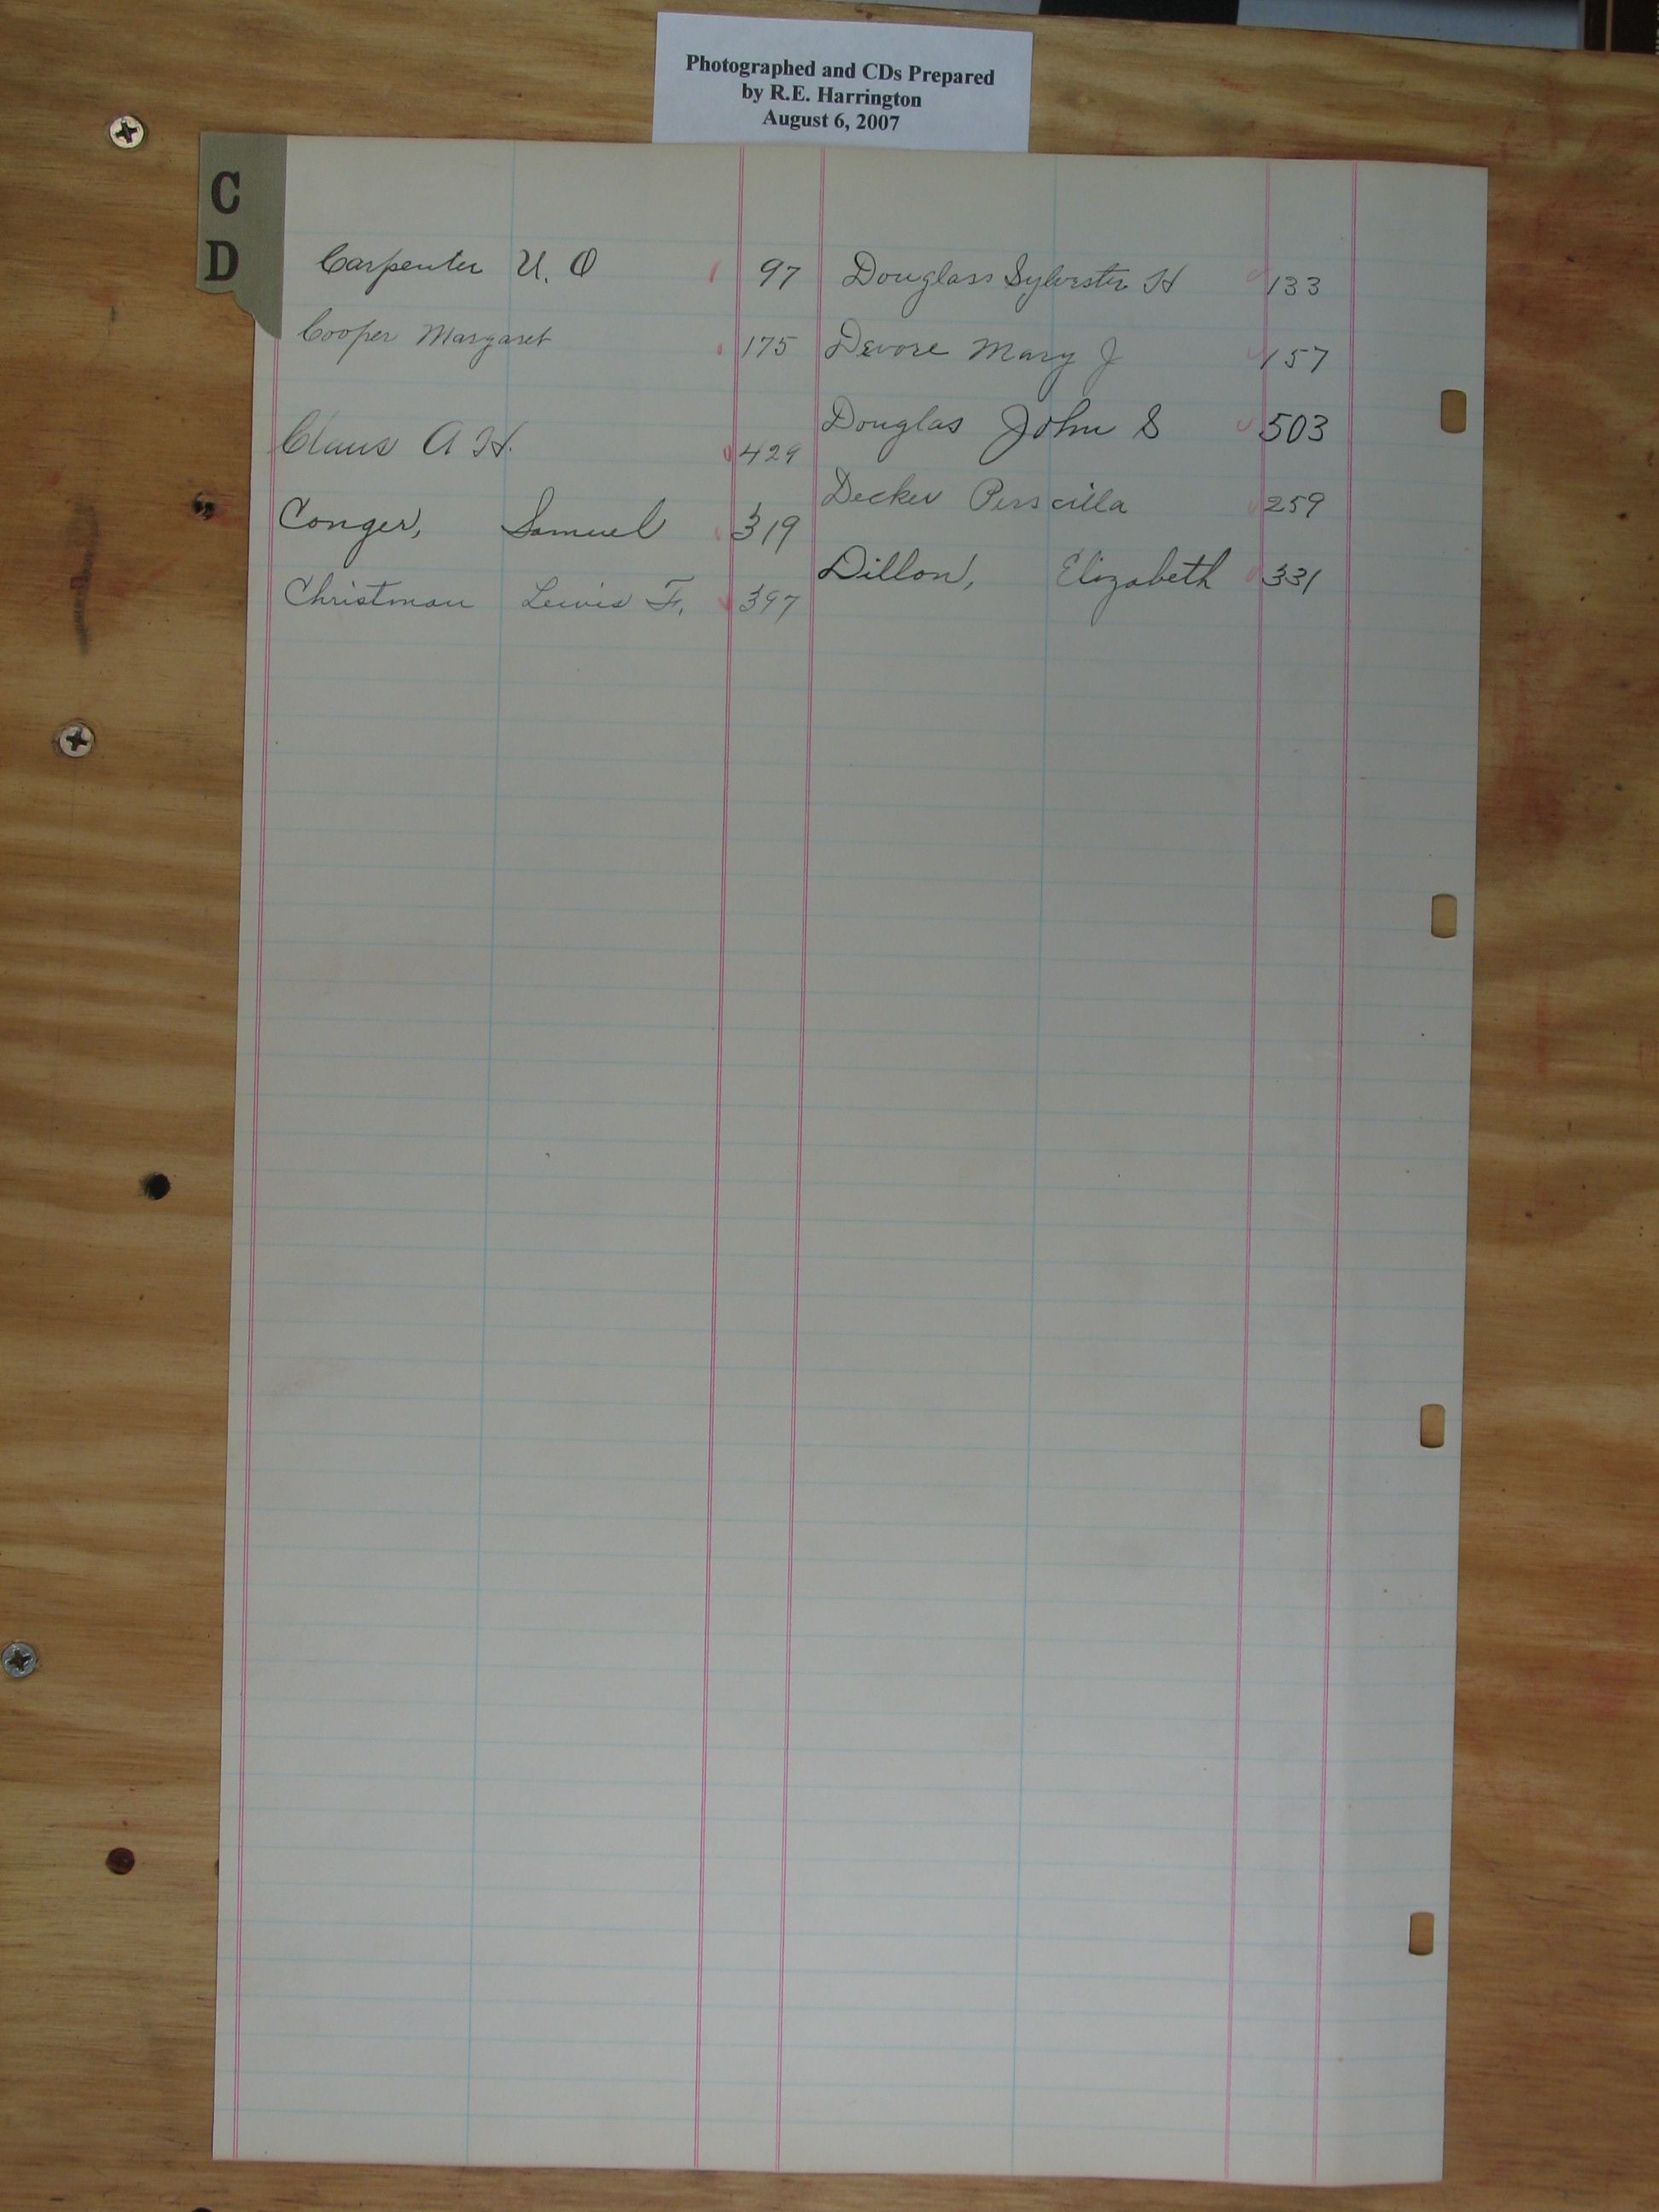 Photographed and CDs Prepared
by R.E. Harrington
August 6, 2007
C
D
Carpenter U. O 97
Cooper Margaret 175
Claus A H. 429
Conger, Samuel 319
Christman Lewis F. 397
Douglass Sylvester H 133
Devore Mary J 157
Douglas John S 503
Decker Perscilla 259
Dillon, Elizabeth 331